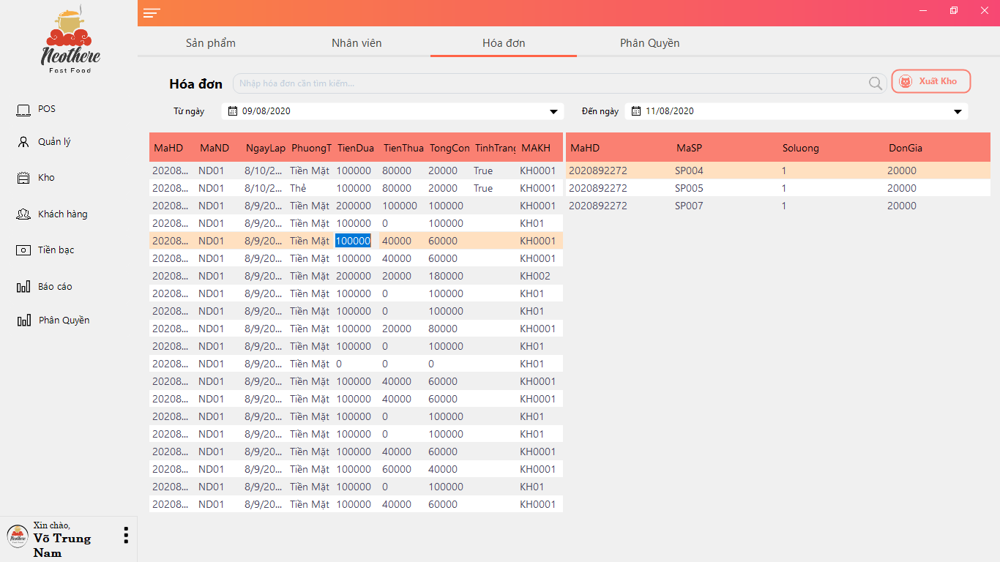 Neothere
Fast Food
POS
Quản lý
Kho
Khách hàng
Tiền bạc
Báo cáo
Phân Quyền
Xin chào,
Võ Trung
Nam
Sản phẩm Nhân viên Hóa đơn Phân Quyền
Hóa đơn Nhập hóa đơn cần tìm kiếm... Xuất Kho
Từ ngày 09/08/2020 Đến ngày 11/08/2020
MaHD MaND NgayLap PhuongT TienDua TienThua TongCon TinhTrang MAKH
20208... ND01 8/10/2... Tiền Mặt 100000 80000 20000 True KH0001
20208... ND01 8/10/2... Thẻ 100000 80000 20000 True KH0001
20208... ND01 8/9/20... Tiền Mặt 200000 100000 100000 KH0001
20208... ND01 8/9/20... Tiền Mặt 100000 0 100000 KH01
20208... ND01 8/9/20... Tiền Mặt 100000 40000 60000 KH0001
20208... ND01 8/9/20... Tiền Mặt 100000 40000 60000 KH0001
20208... ND01 8/9/20... Tiền Mặt 200000 20000 180000 KH002
20208... ND01 8/9/20... Tiền Mặt 100000 0 100000 KH01
20208... ND01 8/9/20... Tiền Mặt 100000 0 100000 KH01
20208... ND01 8/9/20... Tiền Mặt 100000 20000 80000 KH0001
20208... ND01 8/9/20... Tiền Mặt 100000 0 100000 KH01
20208... ND01 8/9/20... Tiền Mặt 0 0 0 KH01
20208... ND01 8/9/20... Tiền Mặt 100000 40000 60000 KH0001
20208... ND01 8/9/20... Tiền Mặt 100000 40000 60000 KH0001
20208... ND01 8/9/20... Tiền Mặt 100000 0 100000 KH01
20208... ND01 8/9/20... Tiền Mặt 100000 0 100000 KH01
20208... ND01 8/9/20... Tiền Mặt 100000 40000 60000 KH0001
20208... ND01 8/9/20... Tiền Mặt 100000 60000 40000 KH0001
20208... ND01 8/9/20... Tiền Mặt 100000 0 100000 KH01
20208... ND01 8/9/20... Tiền Mặt 100000 40000 60000 KH0001
MaHD MaSP Soluong DonGia
2020892272 SP004 1 20000
2020892272 SP005 1 20000
2020892272 SP007 1 20000